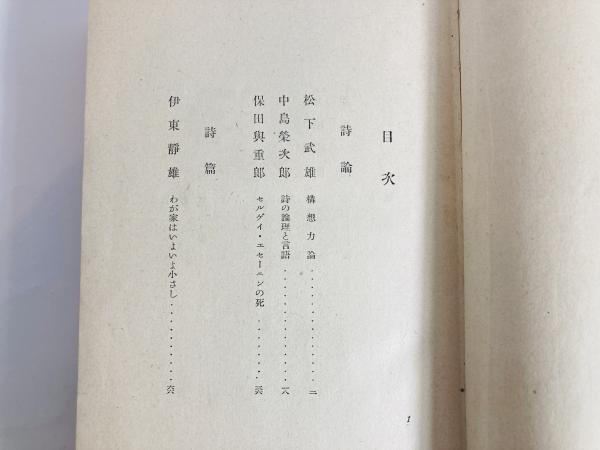 目次
詩論
松下武雄 構想力論……………二
中島榮次郎 詩の論理と言語……………一八
保田與重郎 セルゲイ・エセーニンの死………
詩篇
伊東靜雄 わが家はいよいよ小さし…………
1